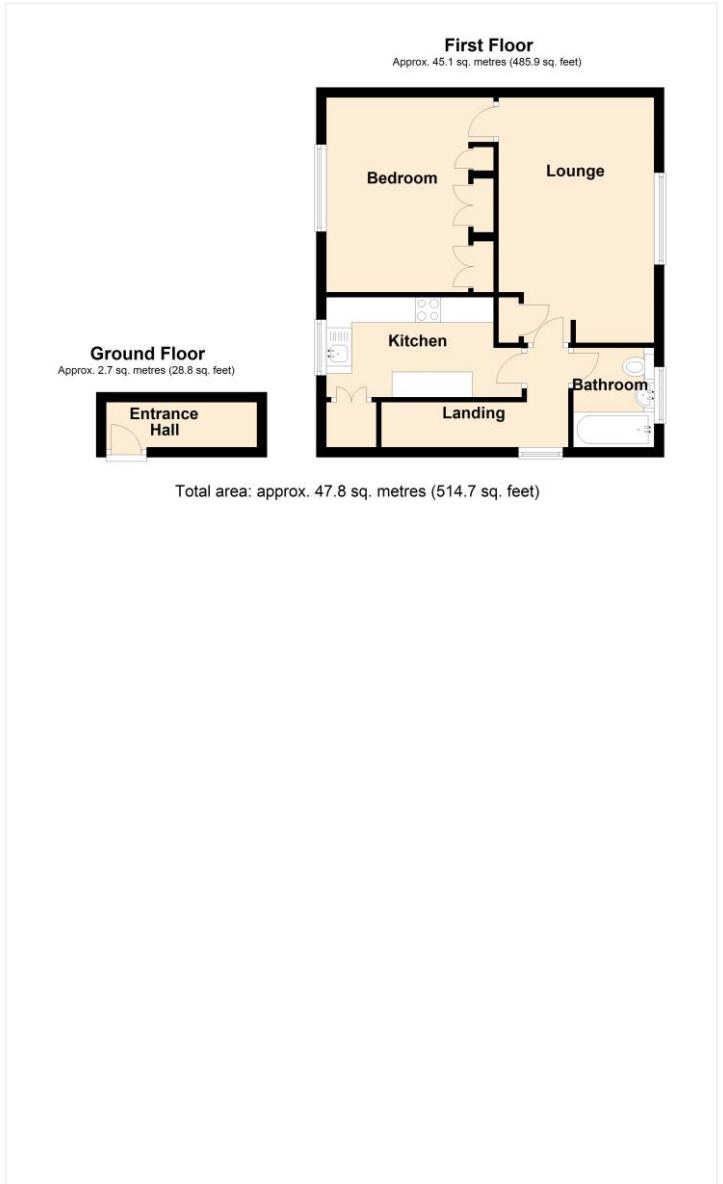 First Floor
Approx. 45.1 sq. metres (485.9 sq. feet)
Bedroom
Lounge
Kitchen
Bathroom
Landing
Ground Floor
Approx. 2.7 sq. metres (28.8 sq. feet)
Entrance
Hall
Total area: approx. 47.8 sq. metres (514.7 sq. feet)